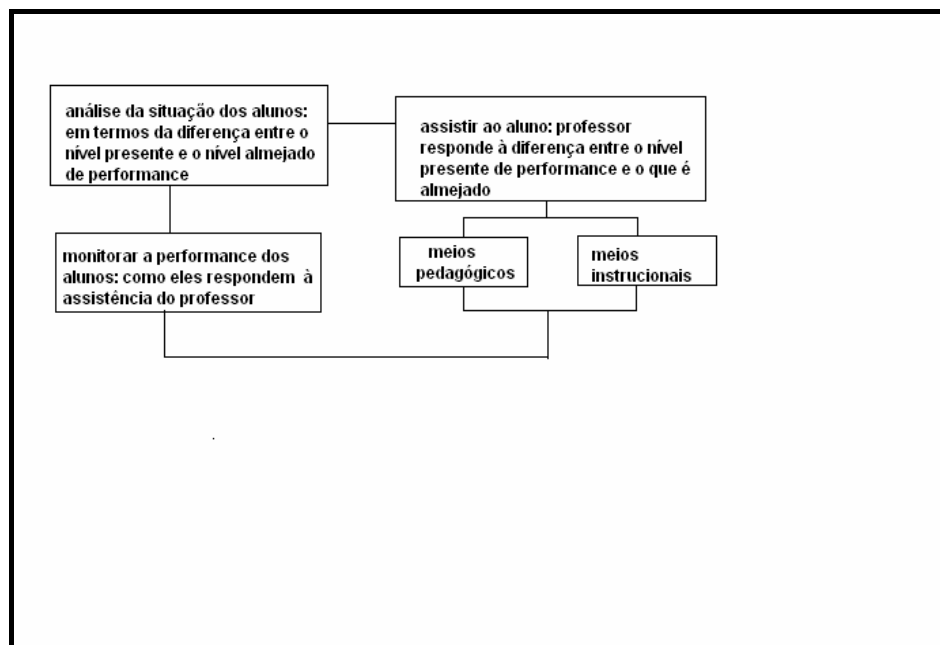 análise da situação dos alunos:
em termos da diferença entre o
nível presente e o nível almejado
de performance
assistir ao aluno: professor
responde à diferença entre o nível
presente de performance e o que é
almejado
monitorar a performance dos
alunos: como eles respondem à
assistência do professor
meios
pedagógicos
meios
instrucionais